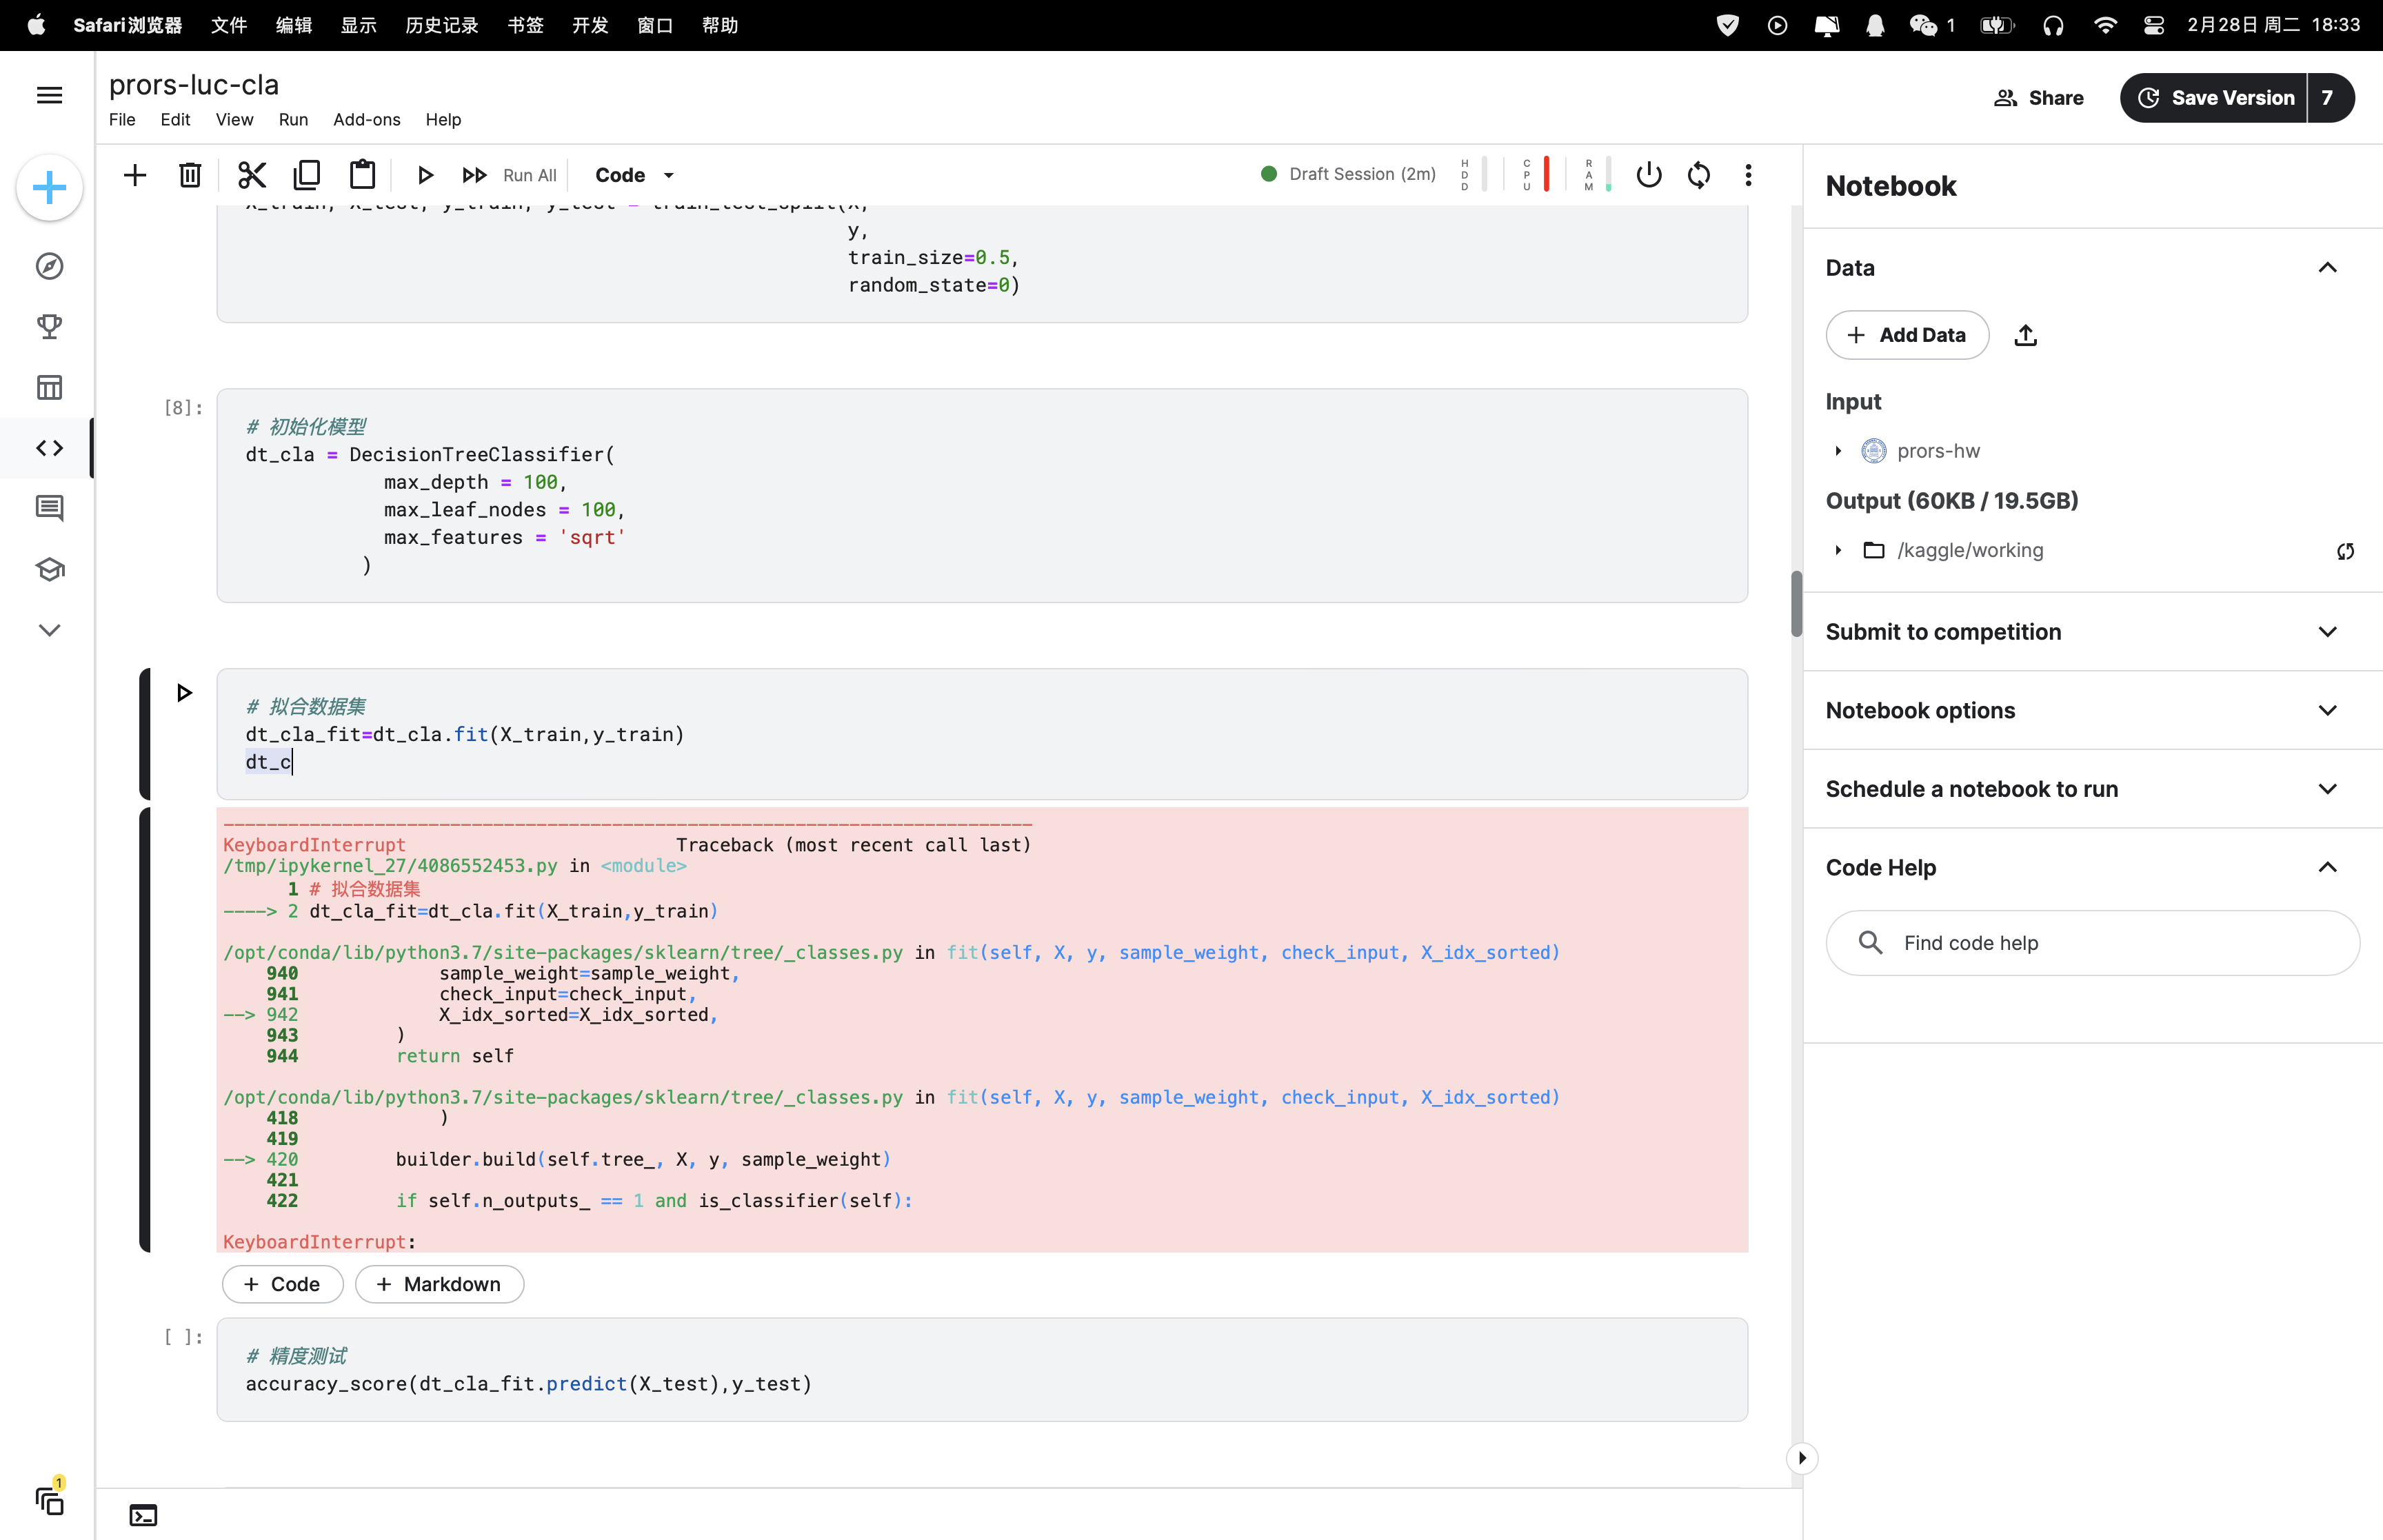 Safari浏览器 文件 编辑 显示 历史记录 书签 开发 窗口 帮助 1 2月28日 周二 18:33
prors-luc-cla
File Edit View Run Add-ons Help
Share
Save Version 7
Run All Code Draft Session (2m) HDD CPU RAM
X_train, X_test, y_train, y_test = train_test_split(X,
y,
train_size=0.5,
random_state=0)
[8]:
# 初始化模型
dt_cla = DecisionTreeClassifier(
max_depth = 100,
max_leaf_nodes = 100,
max_features = 'sqrt'
)
# 拟合数据集
dt_cla_fit=dt_cla.fit(X_train,y_train)
dt_c
---------------------------------------------------------------------------
KeyboardInterrupt Traceback (most recent call last)
/tmp/ipykernel_27/4086552453.py in <module>
1 # 拟合数据集
----> 2 dt_cla_fit=dt_cla.fit(X_train,y_train)
/opt/conda/lib/python3.7/site-packages/sklearn/tree/_classes.py in fit(self, X, y, sample_weight, check_input, X_idx_sorted)
940 sample_weight=sample_weight,
941 check_input=check_input,
--> 942 X_idx_sorted=X_idx_sorted,
943 )
944 return self
/opt/conda/lib/python3.7/site-packages/sklearn/tree/_classes.py in fit(self, X, y, sample_weight, check_input, X_idx_sorted)
418 )
419
--> 420 builder.build(self.tree_, X, y, sample_weight)
421
422 if self.n_outputs_ == 1 and is_classifier(self):
KeyboardInterrupt:
+ Code + Markdown
[ ]:
# 精度测试
accuracy_score(dt_cla_fit.predict(X_test),y_test)
1
Notebook
Data
+ Add Data
Input
prors-hw
Output (60KB / 19.5GB)
/kaggle/working
Submit to competition
Notebook options
Schedule a notebook to run
Code Help
Find code help